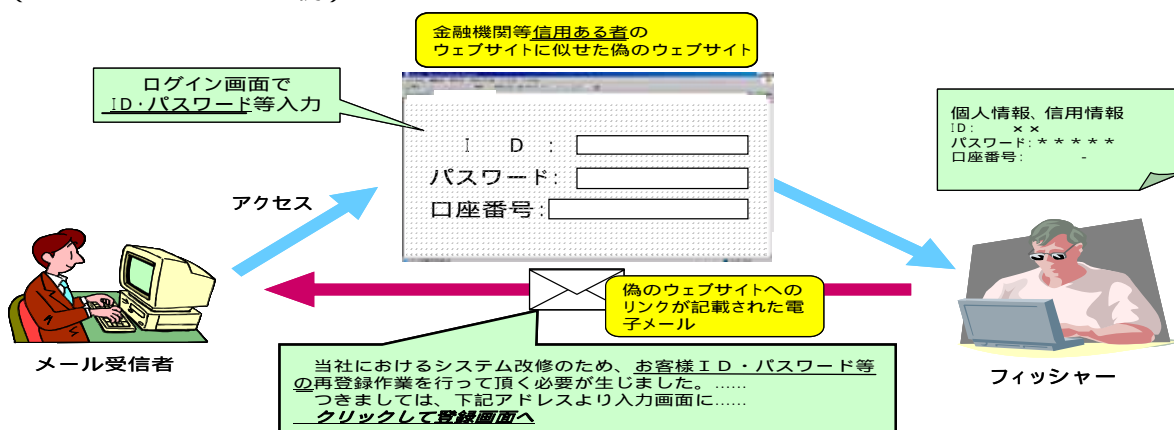 金融機関等信用ある者の
ウェブサイトに似せた偽のウェブサイト
ログイン画面で
ID・パスワード等入力
I D :
パスワード:
口座番号:
個人情報、信用情報
ID: ××
パスワード:*****
口座番号: -
アクセス
偽のウェブサイトへの
リンクが記載された電
子メール
メール受信者
フィッシャー
当社におけるシステム改修のため、お客様ID・パスワード等
の再登録作業を行って頂く必要が生じました。……
つきましては、下記アドレスより入力画面に……
クリックして登録画面へ